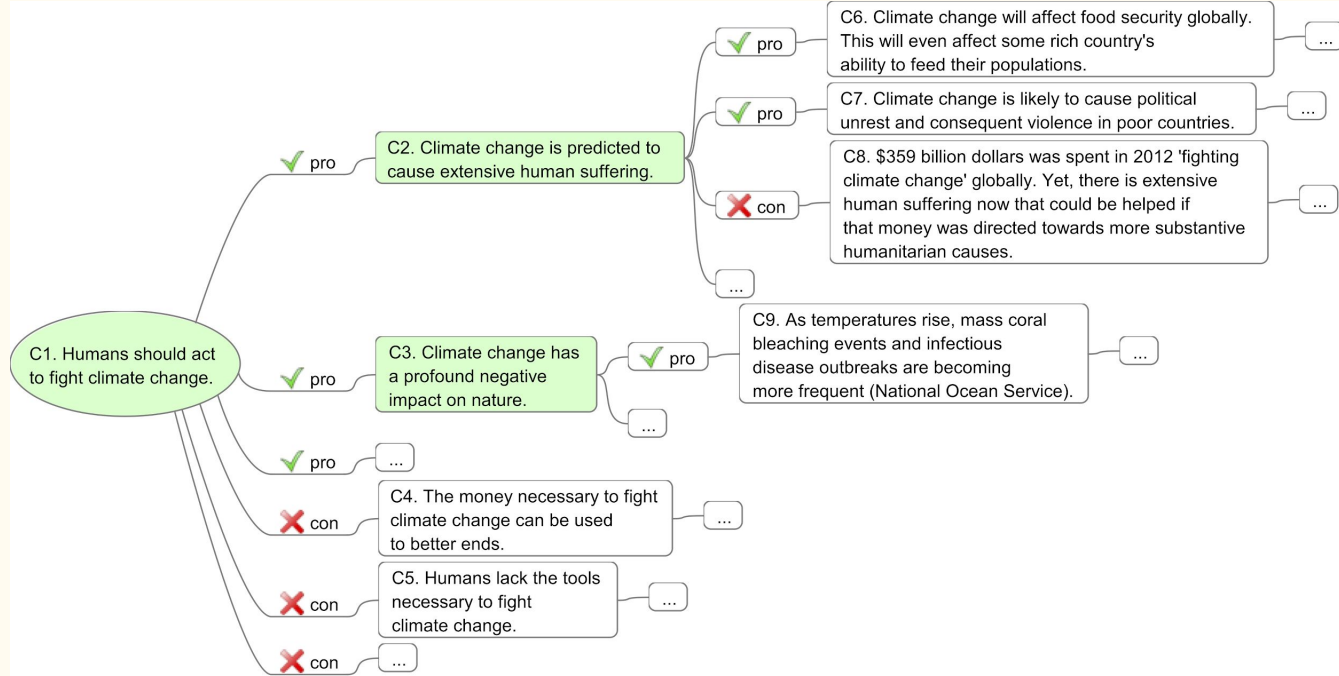 C6. Climate change will affect food security globally.
This will even affect some rich country's
ability to feed their populations.
pro
...
C7. Climate change is likely to cause political
unrest and consequent violence in poor countries.
pro
...
C2. Climate change is predicted to
cause extensive human suffering.
pro
C8. $359 billion dollars was spent in 2012 'fighting
climate change' globally. Yet, there is extensive
human suffering now that could be helped if
that money was directed towards more substantive
humanitarian causes.
con
...
...
C1. Humans should act
to fight climate change.
pro
C3. Climate change has
a profound negative
impact on nature.
pro
C9. As temperatures rise, mass coral
bleaching events and infectious
disease outbreaks are becoming
more frequent (National Ocean Service).
...
...
pro
...
con
C4. The money necessary to fight
climate change can be used
to better ends.
...
con
C5. Humans lack the tools
necessary to fight
climate change.
...
con
...